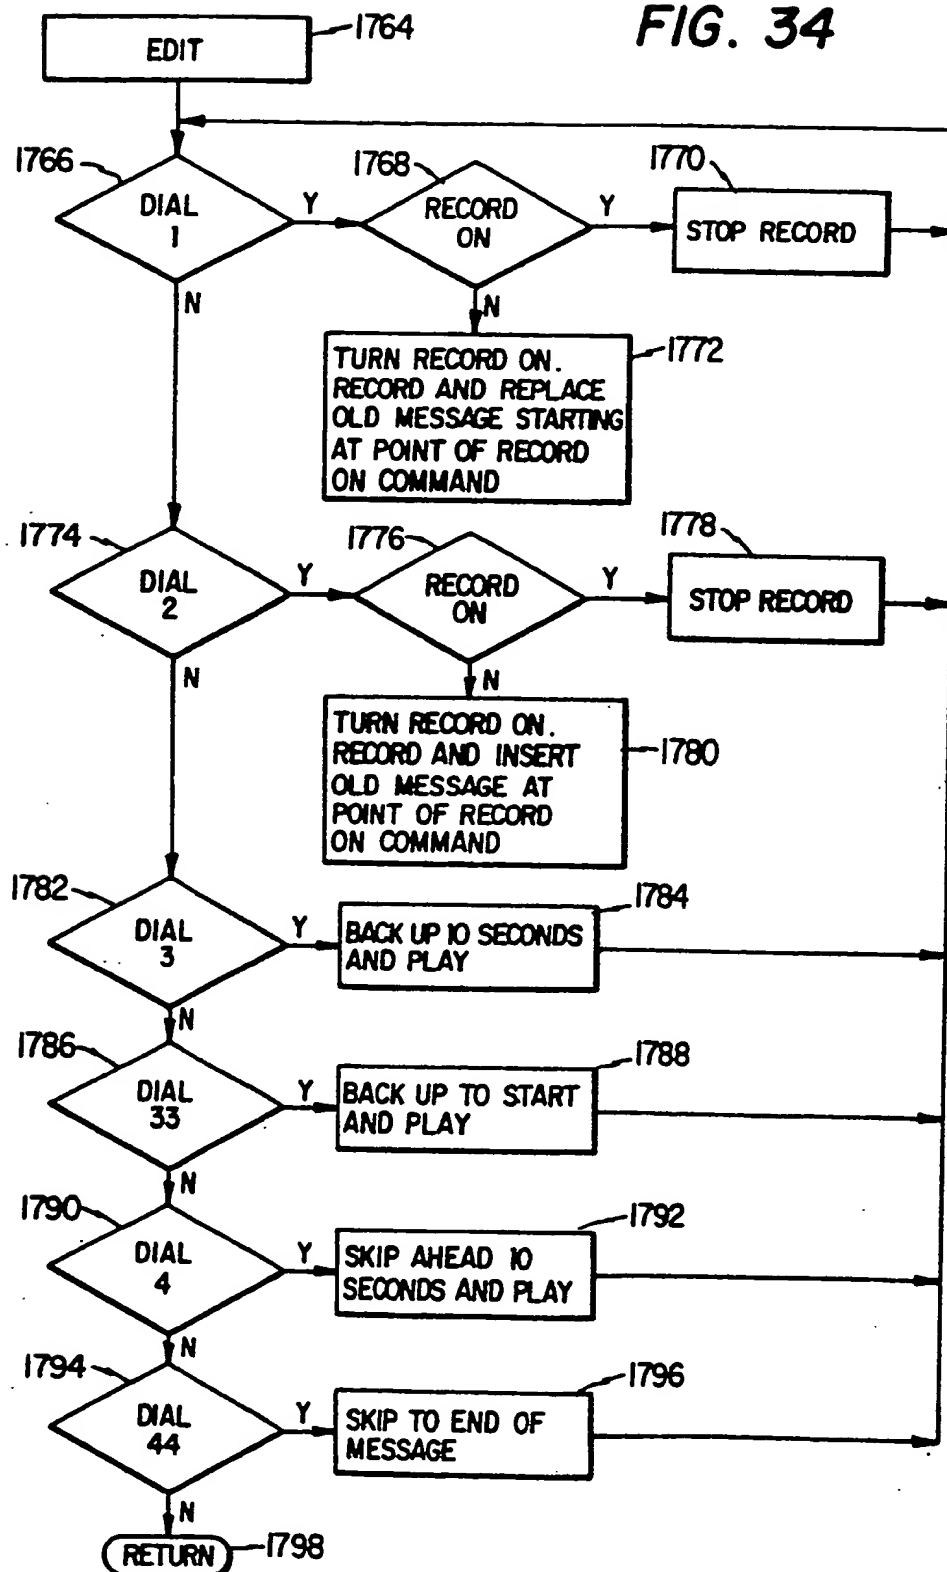 FIG. 34
EDIT
1764
1766
DIAL
1
Y
N
1768
RECORD
ON
Y
N
1770
STOP RECORD
TURN RECORD ON.
RECORD AND REPLACE
OLD MESSAGE STARTING
AT POINT OF RECORD
ON COMMAND
1772
1774
DIAL
2
Y
N
1776
RECORD
ON
Y
N
1778
STOP RECORD
TURN RECORD ON.
RECORD AND INSERT
OLD MESSAGE AT
POINT OF RECORD
ON COMMAND
1780
1782
DIAL
3
Y
N
BACK UP 10 SECONDS
AND PLAY
1784
1786
DIAL
33
Y
N
BACK UP TO START
AND PLAY
1788
1790
DIAL
4
Y
N
SKIP AHEAD 10
SECONDS AND PLAY
1792
1794
DIAL
44
Y
N
SKIP TO END OF
MESSAGE
1796
RETURN
1798